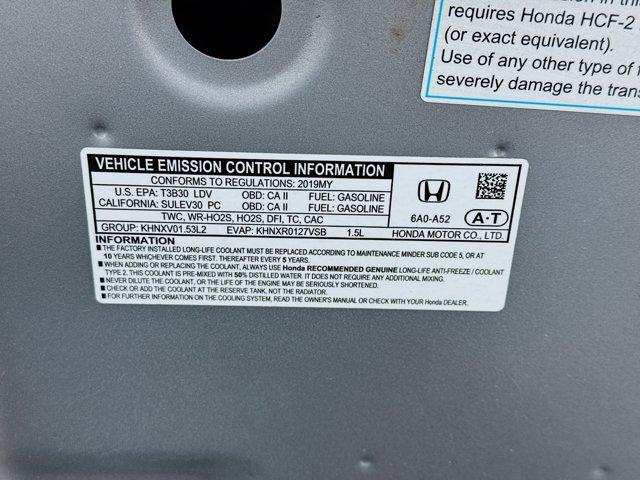 requires Honda HCF-2
(or exact equivalent).
Use of any other type of
severely damage the trans
VEHICLE EMISSION CONTROL INFORMATION
CONFORMS TO REGULATIONS: 2019MY
U.S. EPA: T3B30 LDV OBD: CA II FUEL: GASOLINE
CALIFORNIA: SULEV30 PC OBD: CA II FUEL: GASOLINE
TWC, WR-HO2S, HO2S, DFI, TC, CAC
GROUP: KHNXV01.53L2 EVAP: KHNXR0127VSB 1.5L
6A0-A52
A·T
HONDA MOTOR CO., LTD.
INFORMATION
■ THE FACTORY INSTALLED LONG-LIFE COOLANT MUST BE REPLACED ACCORDING TO MAINTENANCE MINDER SUB CODE 5, OR AT
10 YEARS WHICHEVER COMES FIRST. THEREAFTER EVERY 5 YEARS.
■ WHEN ADDING OR REPLACING THE COOLANT, ALWAYS USE Honda RECOMMENDED GENUINE LONG-LIFE ANTI-FREEZE / COOLANT
TYPE 2. THIS COOLANT IS PRE-MIXED WITH 50% DISTILLED WATER. IT DOES NOT REQUIRE ANY ADDITIONAL MIXING.
■ NEVER DILUTE THE COOLANT, OR THE LIFE OF THE ENGINE MAY BE SERIOUSLY SHORTENED.
■ CHECK OR ADD THE COOLANT AT THE RESERVE TANK, NOT THE RADIATOR.
■ FOR FURTHER INFORMATION ON THE COOLING SYSTEM, READ THE OWNER'S MANUAL OR CHECK WITH YOUR Honda DEALER.